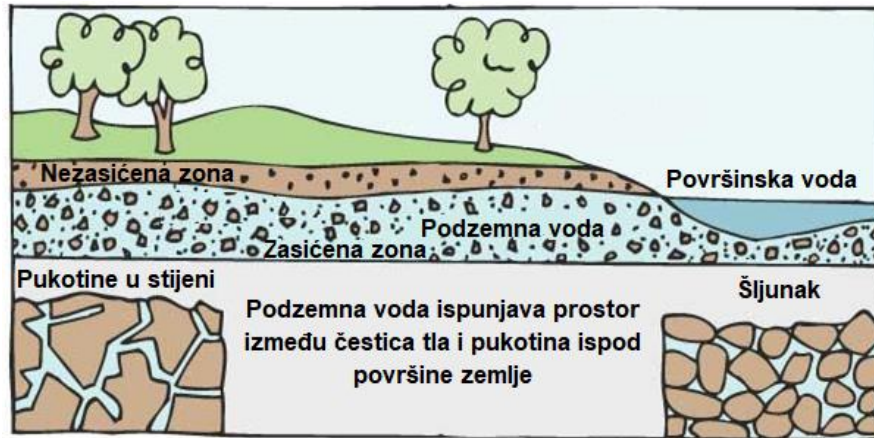 Nezasićena zona
Površinska voda
Podzemna voda
Zasićena zona
Pukotine u stijeni
Šljunak
Podzemna voda ispunjava prostor
između čestica tla i pukotina ispod
površine zemlje